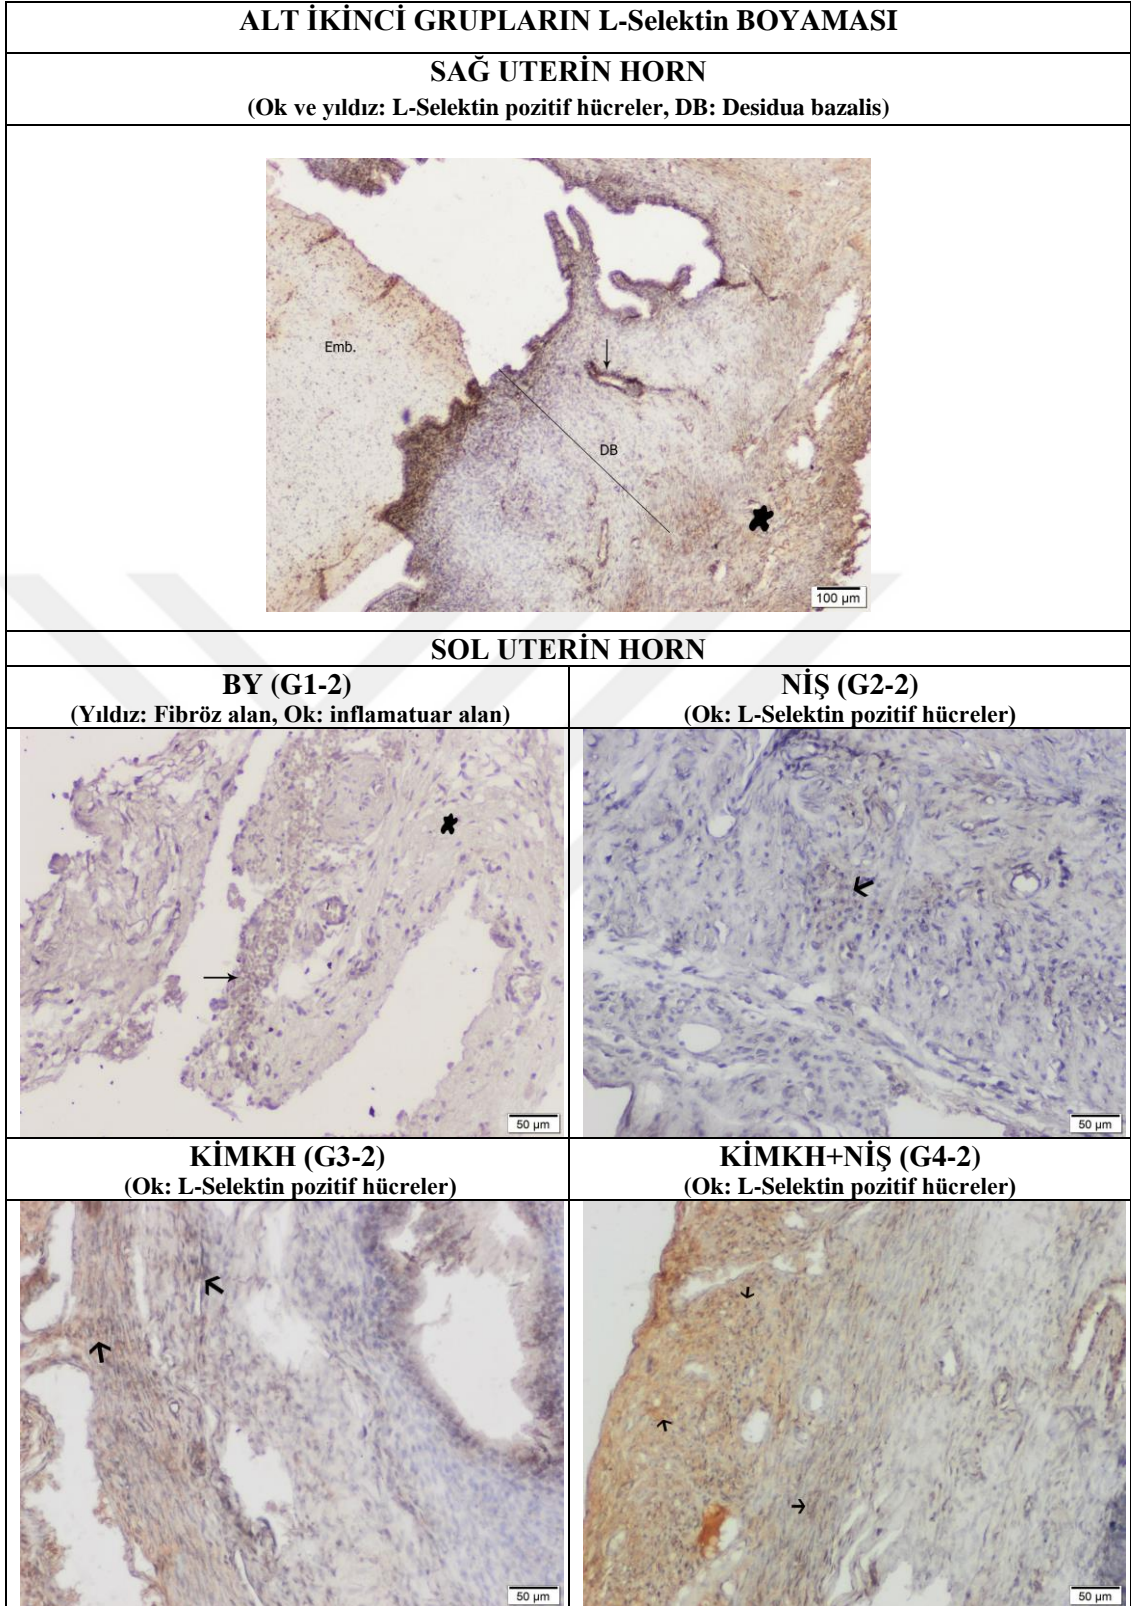 ALT İKİNCİ GRUPLARIN L-Selektin BOYAMASI
SAĞ UTERİN HORN
(Ok ve yıldız: L-Selektin pozitif hücreler, DB: Desidua bazalis)
Emb.
DB
100 µm
SOL UTERİN HORN
BY (G1-2)
(Yıldız: Fibröz alan, Ok: inflamatuar alan)
NİŞ (G2-2)
(Ok: L-Selektin pozitif hücreler)
50 µm
50 µm
KİMKH (G3-2)
(Ok: L-Selektin pozitif hücreler)
KİMKH+NİŞ (G4-2)
(Ok: L-Selektin pozitif hücreler)
50 µm
50 µm